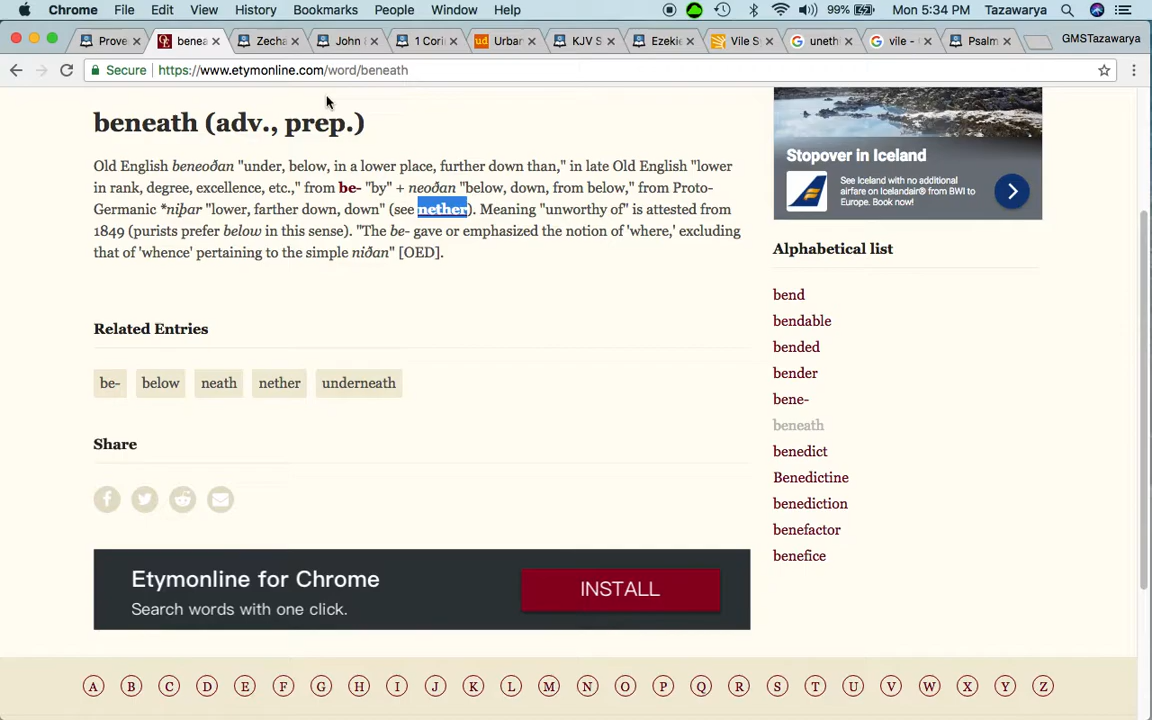 Chrome File Edit View History Bookmarks People Window Help 99% Wed May 9 5:34 PM Tazawarya
Prove beneat Zecha John 1 Corin Urban KJV S Ezekie Vile Sy uneth vile - Psalm GMSTazawarya
Secure https://www.etymonline.com/word/beneath
beneath (adv., prep.)
Old English beneoðan "under, below, in a lower place, further down than," in late Old English "lower
in rank, degree, excellence, etc.," from be- "by" + neoðan "below, down, from below," from Proto-
Germanic *niþar "lower, farther down, down" (see nether). Meaning "unworthy of" is attested from
1849 (purists prefer below in this sense). "The be- gave or emphasized the notion of 'where,' excluding
that of 'whence' pertaining to the simple niðan" [OED].
Related Entries
be- below neath nether underneath
Share
Etymonline for Chrome
Search words with one click.
INSTALL
Stopover in Iceland
See Iceland with no additional
airfare on Icelandair® from BWI to
Europe. Book now!
Alphabetical list
bend
bendable
bended
bender
bene-
beneath
benedict
Benedictine
benediction
benefactor
benefice
A B C D E F G H I J K L M N O P Q R S T U V W X Y Z